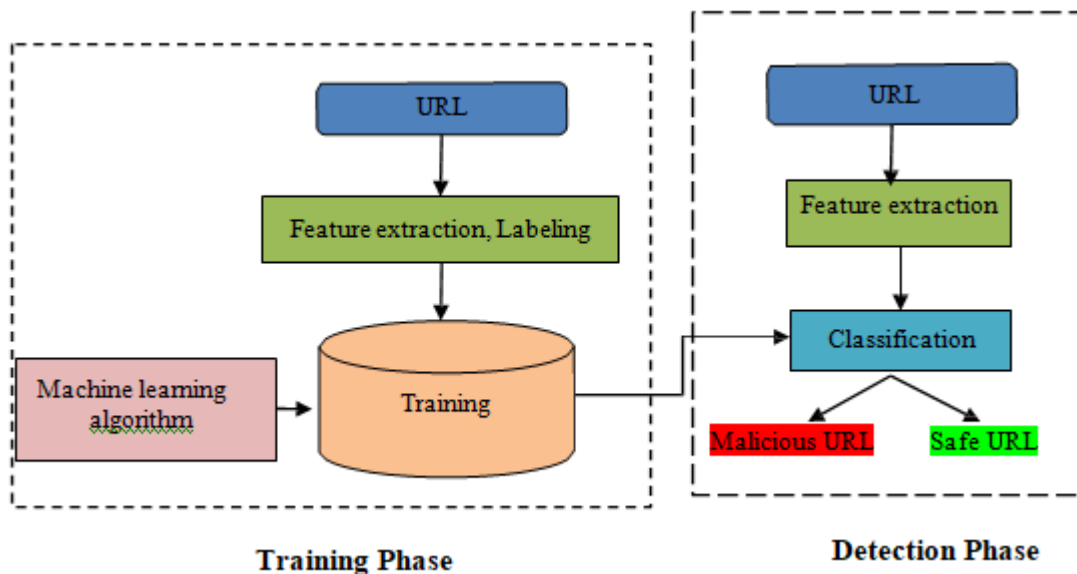 URL
Feature extraction, Labeling
Machine learning
algorithm
Training
Training Phase
URL
Feature extraction
Classification
Malicious URL
Safe URL
Detection Phase